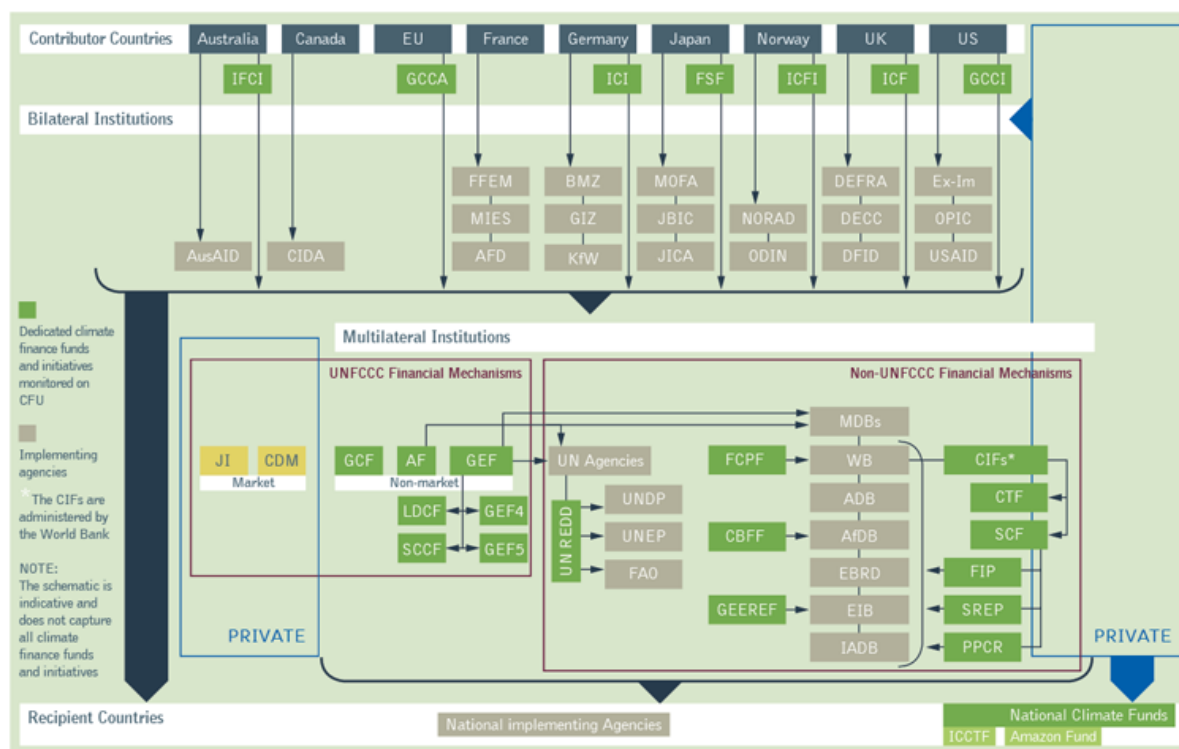 Contributor Countries
Australia
Canada
EU
France
Germany
Japan
Norway
UK
US
IFCI
GCCA
ICI
FSF
ICFI
ICF
GCCI
Bilateral Institutions
FFEM
BMZ
MOFA
DEFRA
Ex-Im
MIES
GIZ
JBIC
NORAD
DECC
OPIC
AusAID
CIDA
AFD
KfW
JICA
ODIN
DFID
USAID
Dedicated climate
finance funds
and initiatives
monitored on
CFU
Implementing
agencies
*The CIFs are
administered by
the World Bank
NOTE:
The schematic is
indicative and
does not capture
all climate
finance funds
and initiatives
Multilateral Institutions
UNFCCC Financial Mechanisms
Non-UNFCCC Financial Mechanisms
JI
CDM
Market
GCF
AF
GEF
Non-market
LDCF
GEF4
SCCF
GEF5
UN Agencies
UN REDD
UNDP
UNEP
FAO
MDBs
FCPF
WB
CIFs*
ADB
CTF
CBFF
AfDB
SCF
EBRD
FIP
GEEREF
EIB
SREP
IADB
PPCR
PRIVATE
PRIVATE
Recipient Countries
National implementing Agencies
National Climate Funds
ICCTF
Amazon Fund